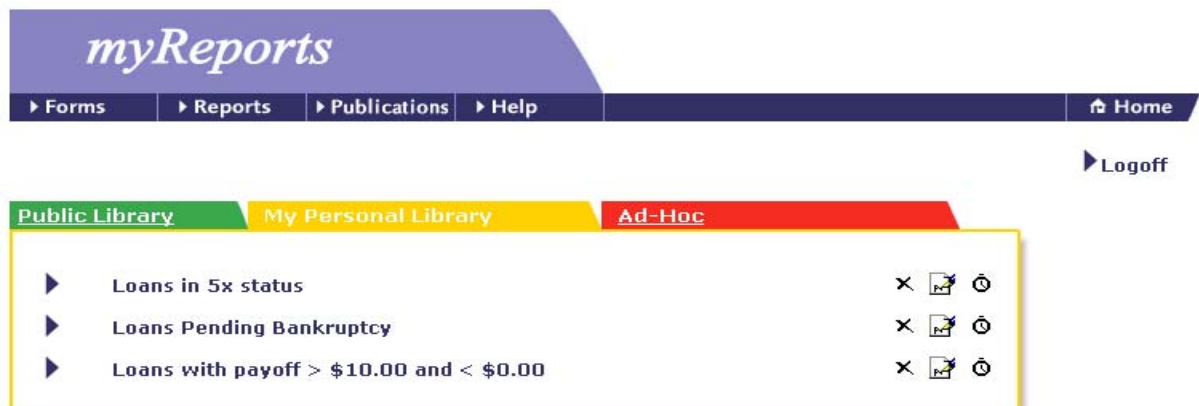 myReports
Forms Reports Publications Help Home
Logoff
Public Library My Personal Library Ad-Hoc
Loans in 5x status
Loans Pending Bankruptcy
Loans with payoff > $10.00 and < $0.00